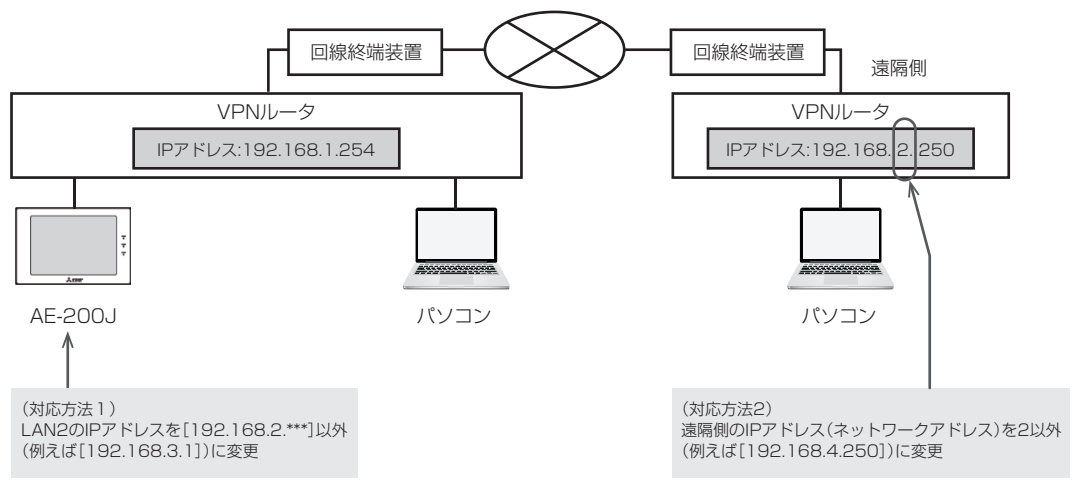 回線終端装置
回線終端装置
遠隔側
VPNルータ
IPアドレス:192.168.1.254
VPNルータ
IPアドレス:192.168.2.250
AE-200J
パソコン
パソコン
(対応方法1)
LAN2のIPアドレスを[192.168.2.***]以外
(例えば[192.168.3.1])に変更
(対応方法2)
遠隔側のIPアドレス(ネットワークアドレス)を2以外
(例えば[192.168.4.250])に変更